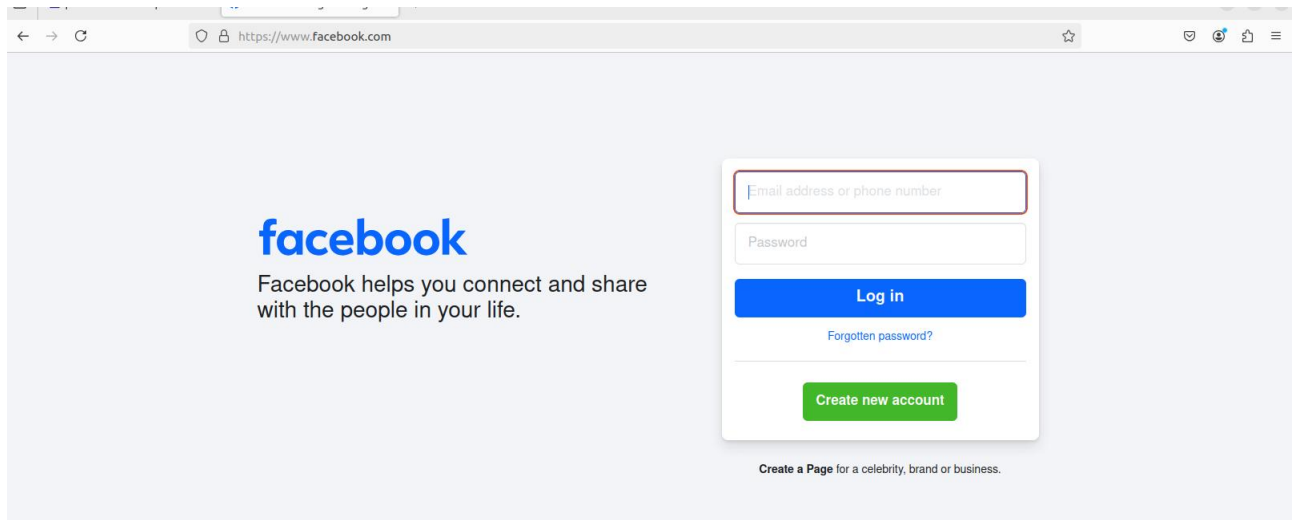 https://www.facebook.com
facebook
Facebook helps you connect and share
with the people in your life.
Email address or phone number
Password
Log in
Forgotten password?
Create new account
Create a Page for a celebrity, brand or business.